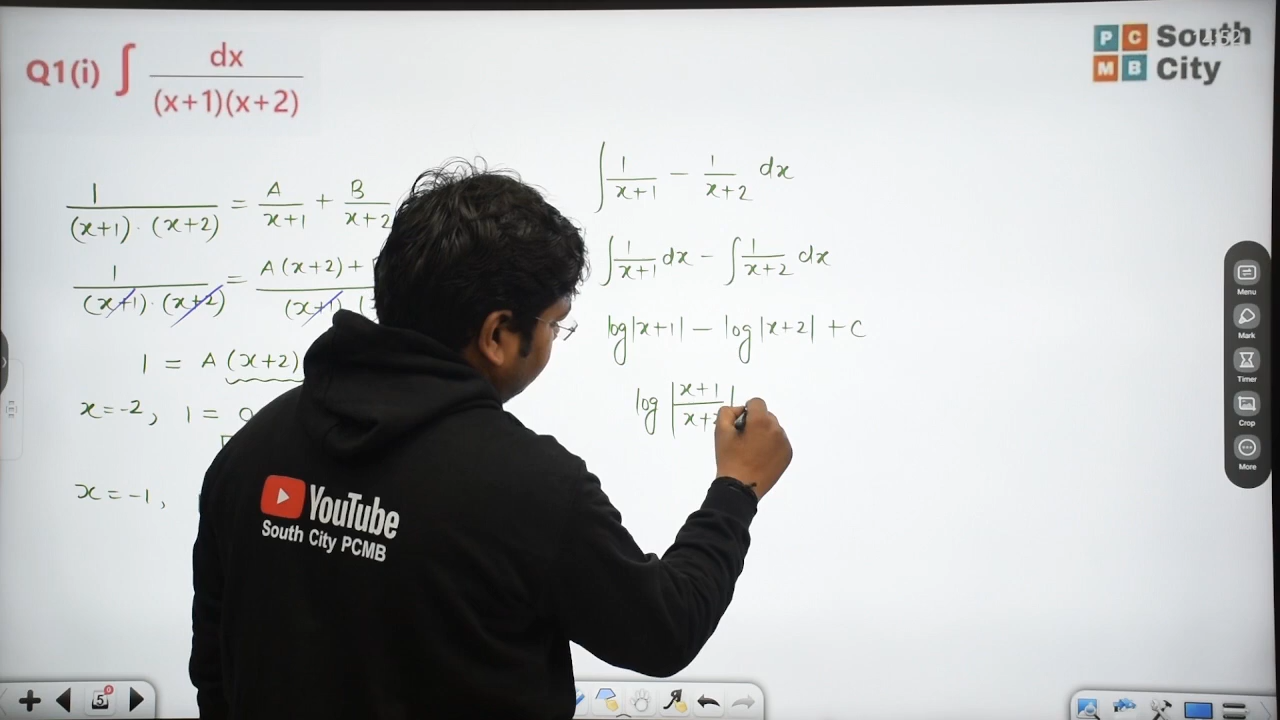 Q1(i) ∫ dx / (x+1)(x+2)
P C M B South City
1 / (x+1) · (x+2) = A / x+1 + B / x+2
1 / (x+1) · (x+2) = A(x+2) + / (x+1)
1 = A (x+2)
x=-2, 1 = 0
x = -1,
∫ 1 / x+1 - 1 / x+2 dx
∫ 1 / x+1 dx - ∫ 1 / x+2 dx
→ log|x+1| - log|x+2| + C
log | x+1 / x+2 |
YouTube
South City PCMB
Menu
Mark
Timer
Crop
More
5